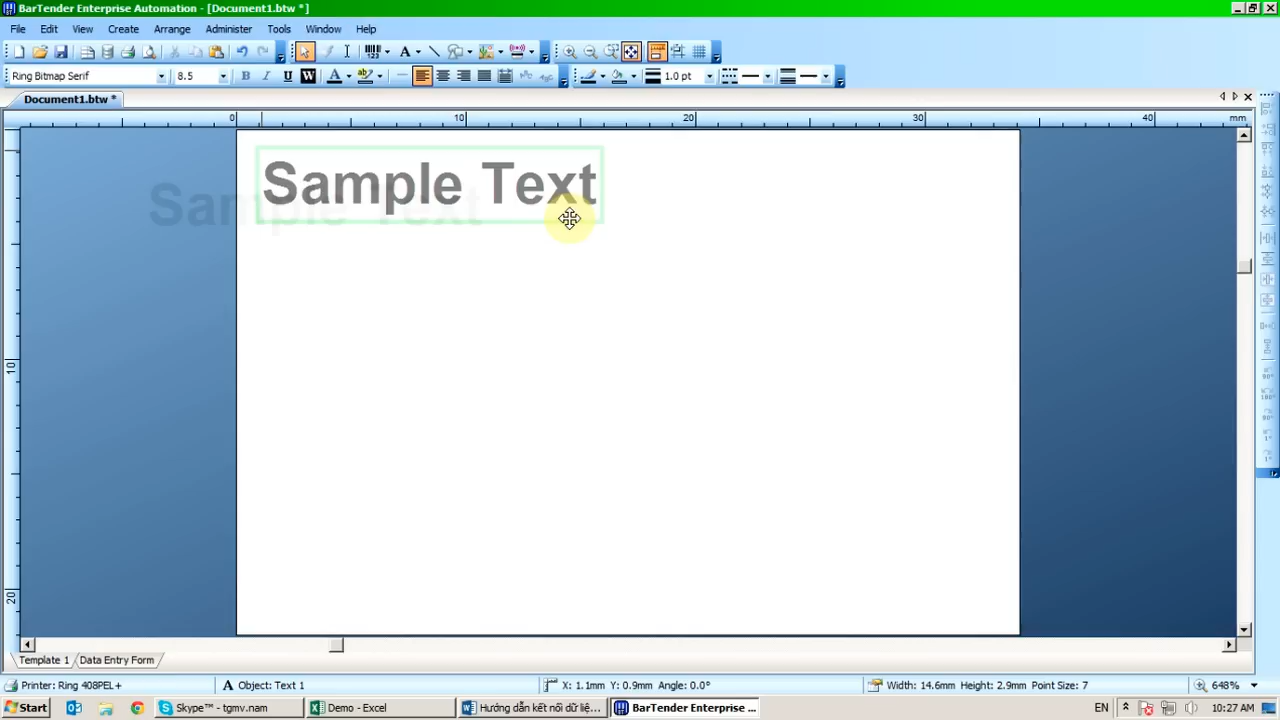 BarTender Enterprise Automation - [Document1.btw *]
File Edit View Create Arrange Administer Tools Window Help
Ring Bitmap Serif 8.5 B I U W A 1.0 pt
Document1.btw *
0 10 20 30 40 mm
Sample Text
Sample Text
10
20
Template 1 Data Entry Form
Printer: Ring 408PEL+ A Object: Text 1 X: 1.1mm Y: 0.9mm Angle: 0.0° Width: 14.6mm Height: 2.9mm Point Size: 7 648%
Start Skype™ - tgmv.nam Demo - Excel Hướng dẫn kết nối dữ liệ... BarTender Enterprise ... EN 10:27 AM